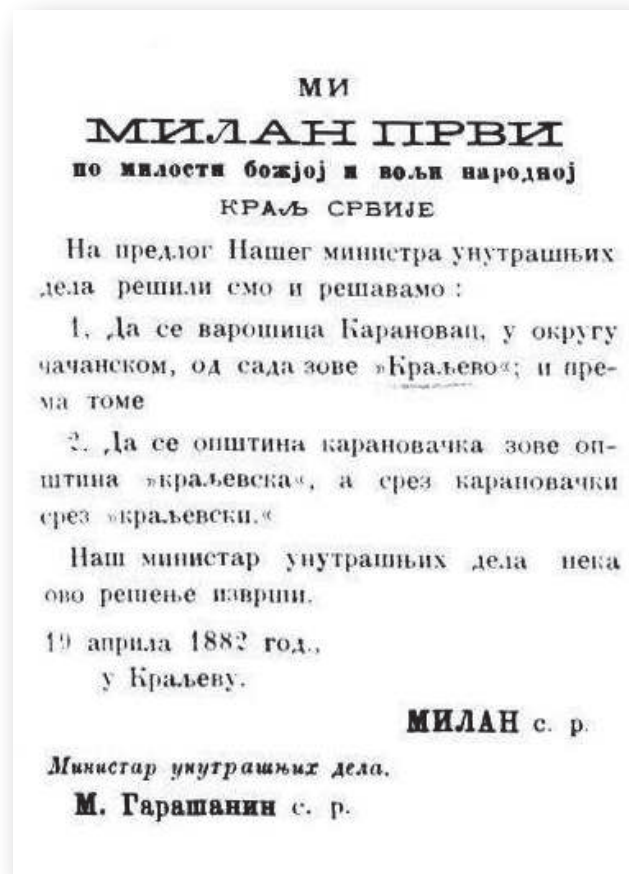 МИ
МИЛАН ПРВИ
по милости божјој и вољи народној
КРАЉ СРБИЈЕ
На предлог Нашег министра унутрашњих
дела решили смо и решавамо :
1. Да се варошица Карановац, у округу
чачанском, од сада зове »Краљево«; и пре-
ма томе
2. Да се општина карановачка зове оп-
штина »краљевска«, а срез карановачки
срез »краљевски.«
Наш министар унутрашњих дела нека
ово решење изврши.
19 априла 1882 год.,
у Краљеву.
МИЛАН с. р.
Министар унутрашњих дела,
М. Гарашанин с. р.